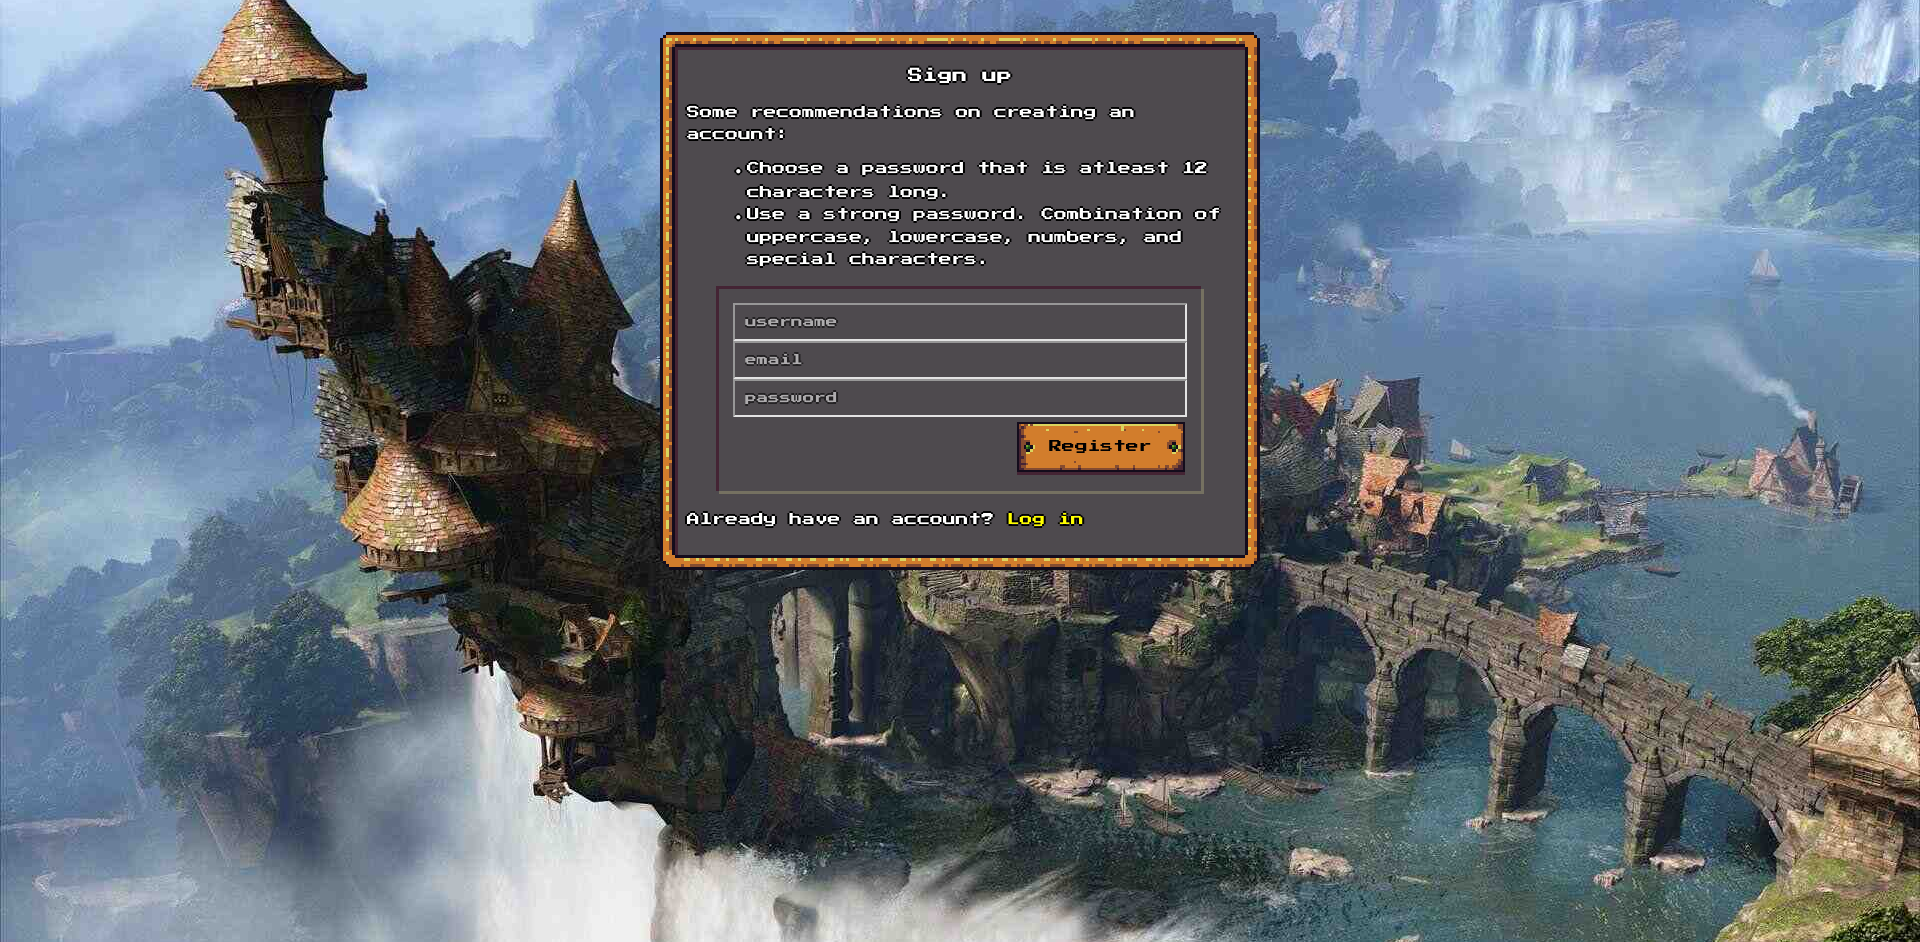 Sign up
Some recommendations on creating an
account:
.Choose a password that is atleast 12
characters long.
.Use a strong password. Combination of
uppercase, lowercase, numbers, and
special characters.
username
email
password
Register
Already have an account? Log in